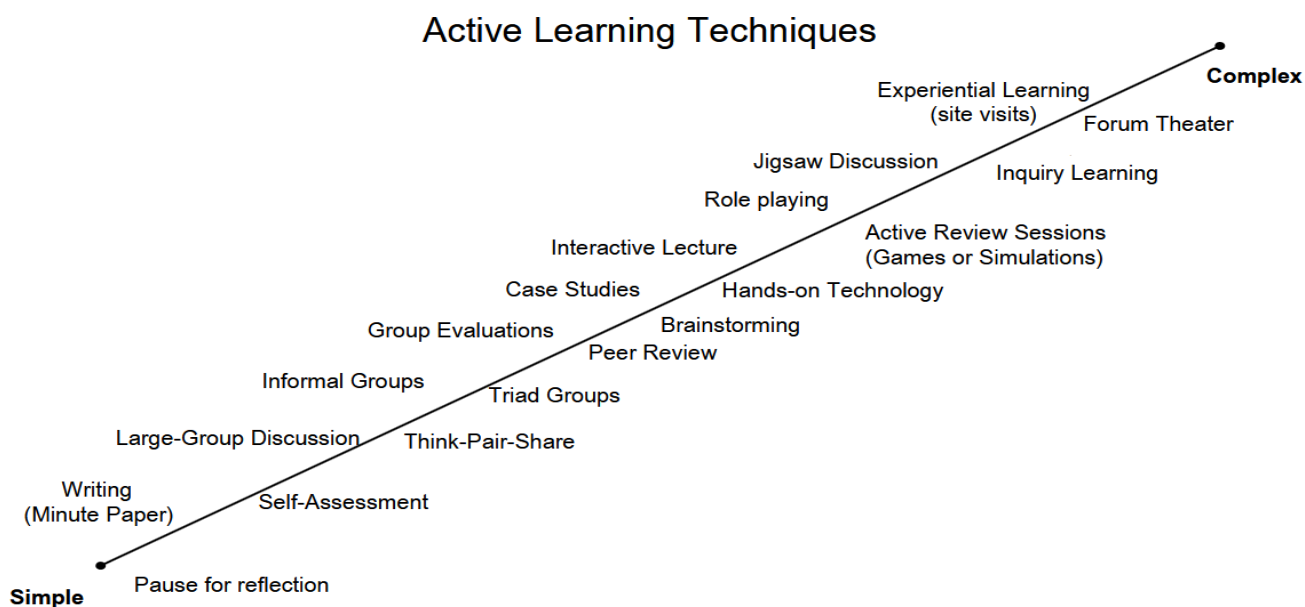 Active Learning Techniques
Complex
Experiential Learning
(site visits)
Forum Theater
Jigsaw Discussion
Inquiry Learning
Role playing
Active Review Sessions
(Games or Simulations)
Interactive Lecture
Case Studies
Hands-on Technology
Group Evaluations
Brainstorming
Peer Review
Informal Groups
Triad Groups
Large-Group Discussion
Think-Pair-Share
Writing
(Minute Paper)
Self-Assessment
Pause for reflection
Simple